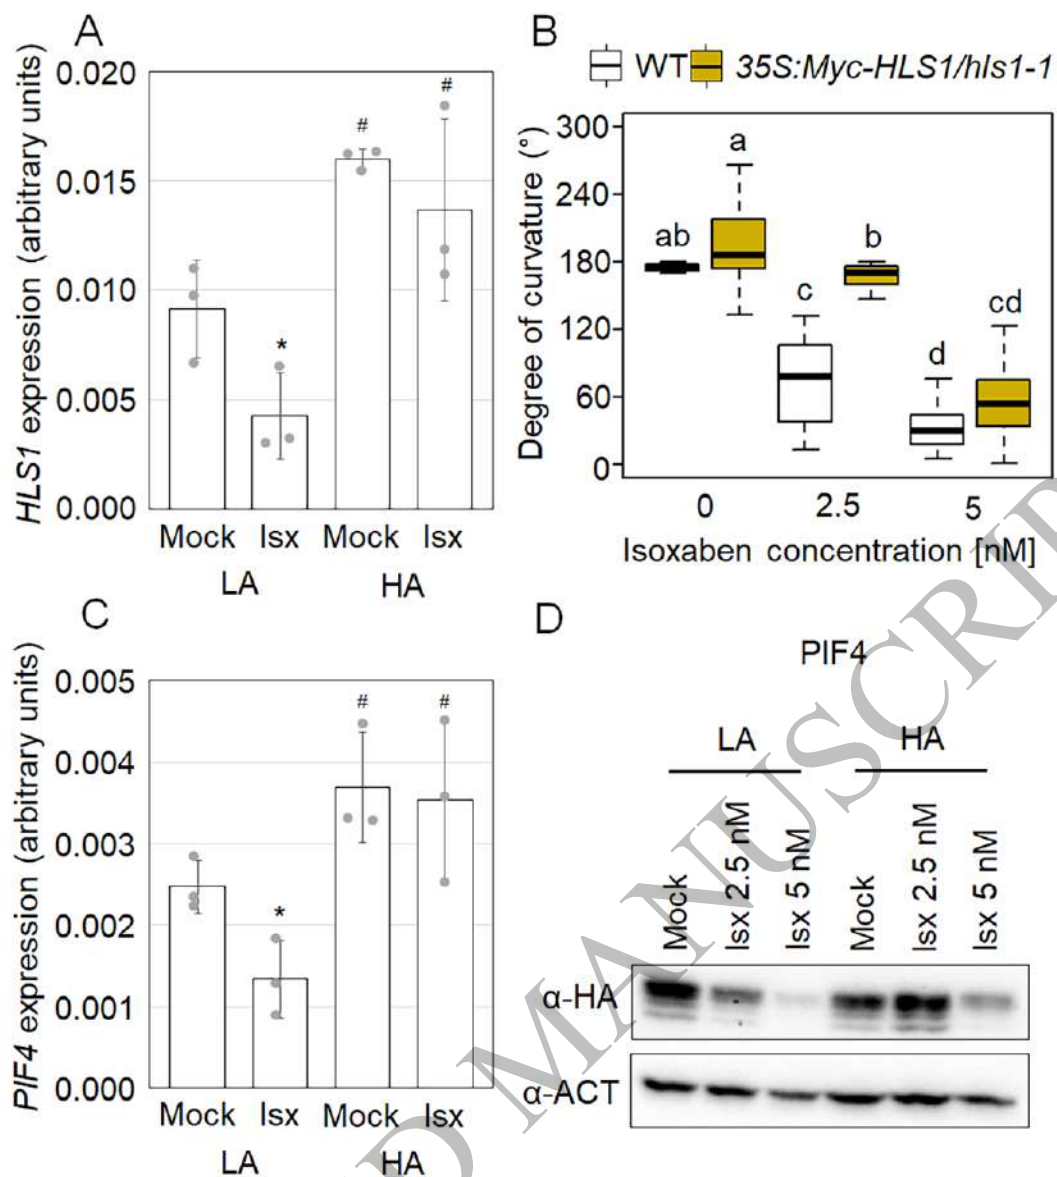 A
HLS1 expression (arbitrary units)
0.020
0.015
0.010
0.005
0.000
*
#
#
Mock Isx Mock Isx
LA HA
B
WT 35S:Myc-HLS1/hls1-1
Degree of curvature (°)
300
240
180
120
60
0
ab a c b d cd
0 2.5 5
Isoxaben concentration [nM]
C
PIF4 expression (arbitrary units)
0.005
0.004
0.003
0.002
0.001
0.000
*
#
#
Mock Isx Mock Isx
LA HA
D
PIF4
LA HA
Mock
Isx 2.5 nM
Isx 5 nM
Mock
Isx 2.5 nM
Isx 5 nM
α-HA
α-ACT
D MANUSCRIP